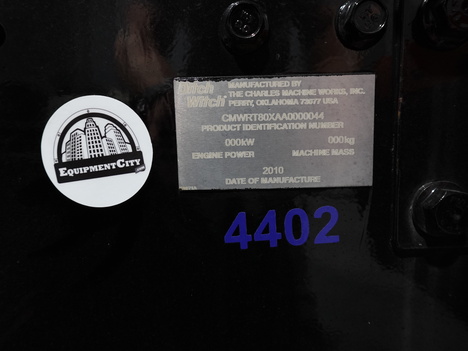 Ditch Witch
MANUFACTURED BY
THE CHARLES MACHINE WORKS, INC.
PERRY, OKLAHOMA 73077 USA
CMWRT80XAA0000044
PRODUCT IDENTIFICATION NUMBER
000kW 000kg
ENGINE POWER MACHINE MASS
2010
DATE OF MANUFACTURE
EQUIPMENTCITY
4402